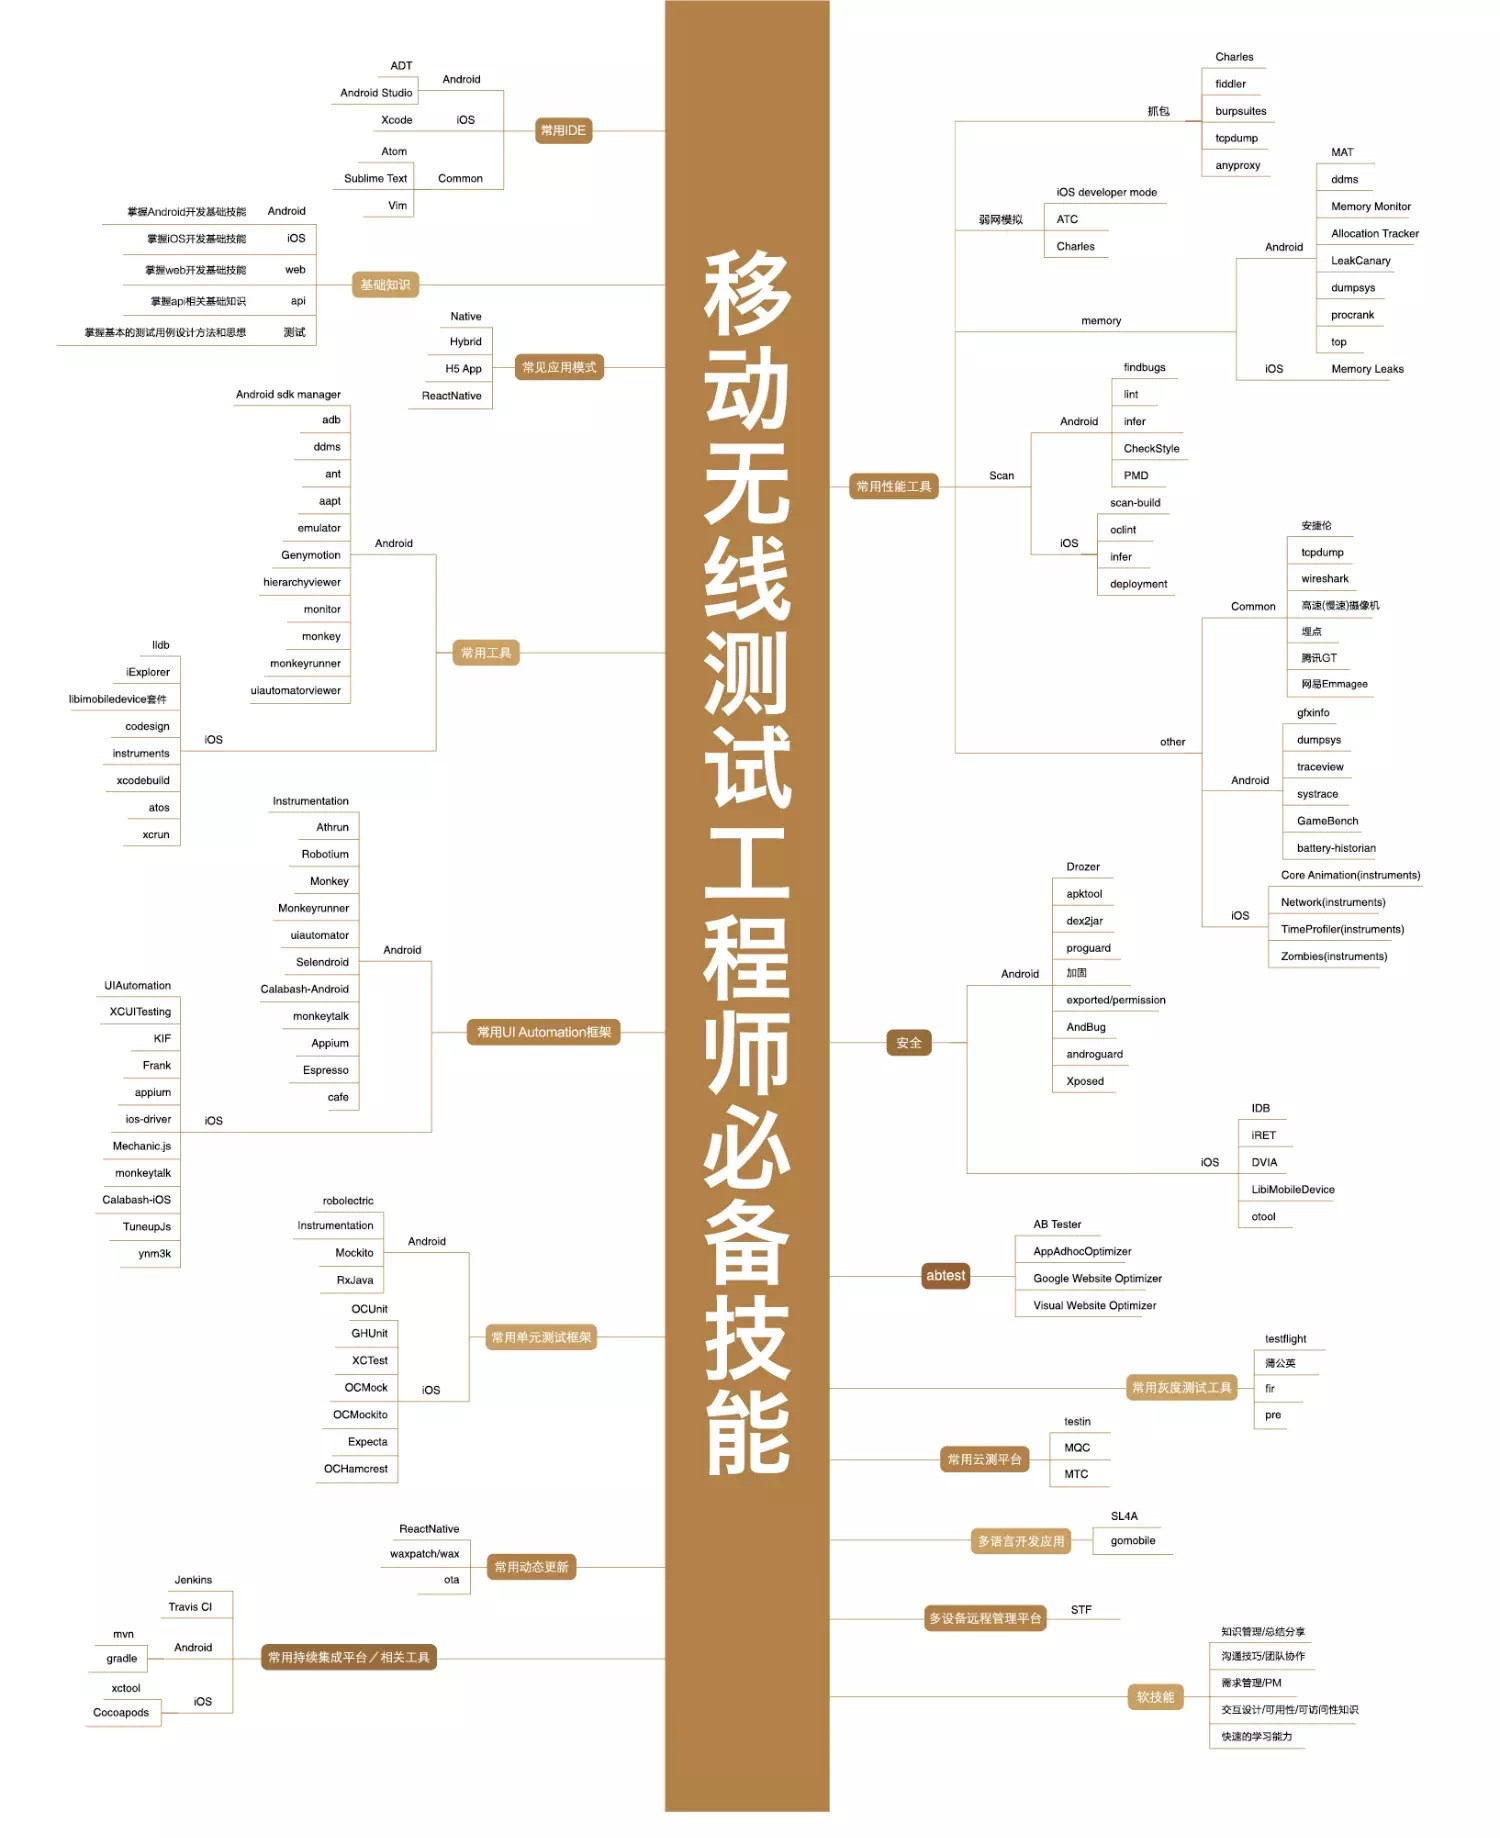 移动无线测试工程师必备技能
常用IDE
Android
ADT
Android Studio
iOS
Xcode
Common
Atom
Sublime Text
Vim
基础知识
Android
掌握Android开发基础技能
iOS
掌握iOS开发基础技能
web
掌握web开发基础技能
api
掌握api相关基础知识
测试
掌握基本的测试用例设计方法和思想
常见应用模式
Native
Hybrid
H5 App
ReactNative
常用工具
Android
Android sdk manager
adb
ddms
ant
aapt
emulator
Genymotion
hierarchyviewer
monitor
monkey
monkeyrunner
uiautomatorviewer
iOS
lldb
iExplorer
libimobiledevice套件
codesign
instruments
xcodebuild
atos
xcrun
常用UI Automation框架
Android
Instrumentation
Athrun
Robotium
Monkey
Monkeyrunner
uiautomator
Selendroid
Calabash-Android
monkeytalk
Appium
Espresso
cafe
iOS
UIAutomation
XCUITesting
KIF
Frank
appium
ios-driver
Mechanic.js
monkeytalk
Calabash-iOS
TuneupJs
ynm3k
常用单元测试框架
Android
robolectric
Instrumentation
Mockito
RxJava
iOS
OCUnit
GHUnit
XCTest
OCMock
OCMockito
Expecta
OCHamcrest
常用动态更新
ReactNative
waxpatch/wax
ota
常用持续集成平台／相关工具
Jenkins
Travis CI
Android
mvn
gradle
iOS
xctool
Cocoapods
常用性能工具
抓包
Charles
fiddler
burpsuites
tcpdump
anyproxy
弱网模拟
iOS developer mode
ATC
Charles
memory
Android
MAT
ddms
Memory Monitor
Allocation Tracker
LeakCanary
dumpsys
procrank
top
iOS
Memory Leaks
Scan
Android
findbugs
lint
infer
CheckStyle
PMD
iOS
scan-build
oclint
infer
deployment
other
Common
安捷伦
tcpdump
wireshark
高速(慢速)摄像机
埋点
腾讯GT
网易Emmagee
Android
gfxinfo
dumpsys
traceview
systrace
GameBench
battery-historian
iOS
Core Animation(instruments)
Network(instruments)
TimeProfiler(instruments)
Zombies(instruments)
安全
Android
Drozer
apktool
dex2jar
proguard
加固
exported/permission
AndBug
androguard
Xposed
iOS
IDB
iRET
DVIA
LibiMobileDevice
otool
abtest
AB Tester
AppAdhocOptimizer
Google Website Optimizer
Visual Website Optimizer
常用灰度测试工具
testflight
蒲公英
fir
pre
常用云测平台
testin
MQC
MTC
多语言开发应用
SL4A
gomobile
多设备远程管理平台
STF
软技能
知识管理/总结分享
沟通技巧/团队协作
需求管理/PM
交互设计/可用性/可访问性知识
快速的学习能力